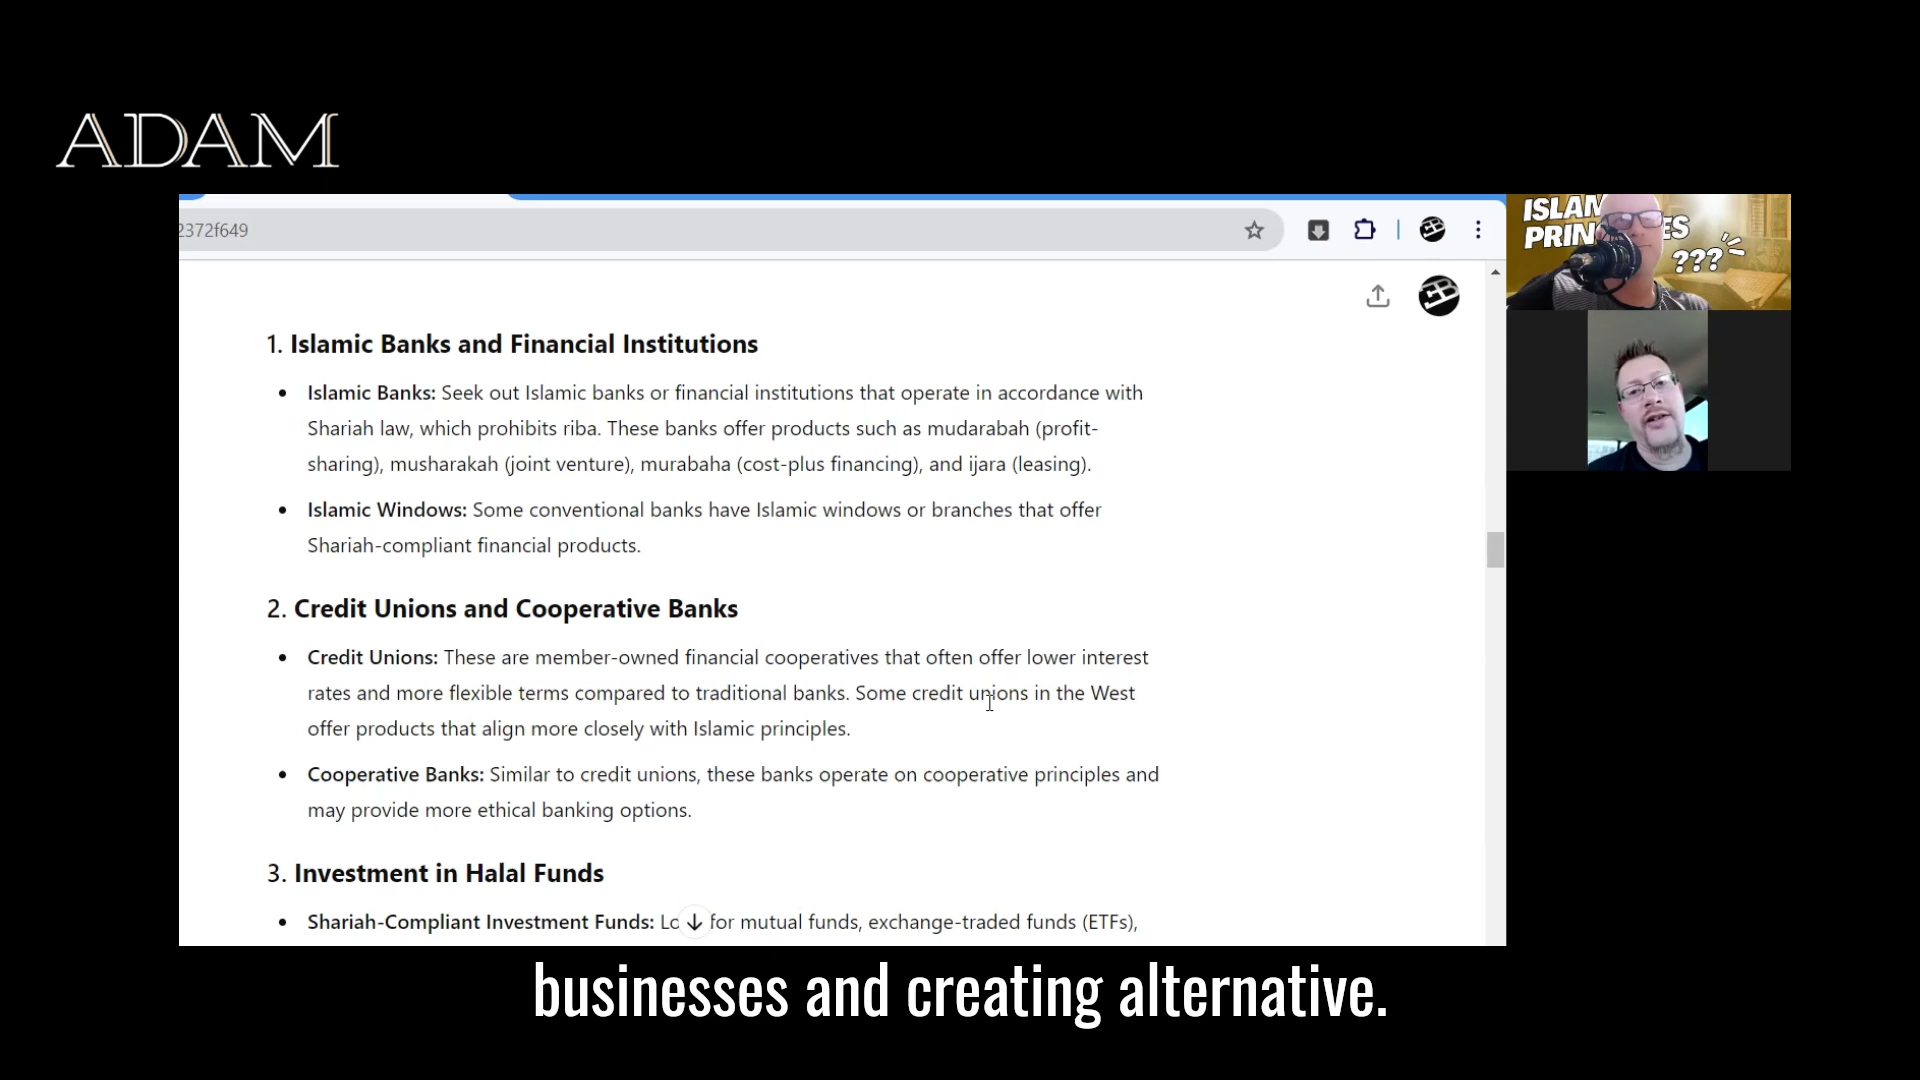 ADAM
2372f649
ISLAM
PRIN ES
???
1. Islamic Banks and Financial Institutions
• Islamic Banks: Seek out Islamic banks or financial institutions that operate in accordance with
Shariah law, which prohibits riba. These banks offer products such as mudarabah (profit-
sharing), musharakah (joint venture), murabaha (cost-plus financing), and ijara (leasing).
• Islamic Windows: Some conventional banks have Islamic windows or branches that offer
Shariah-compliant financial products.
2. Credit Unions and Cooperative Banks
• Credit Unions: These are member-owned financial cooperatives that often offer lower interest
rates and more flexible terms compared to traditional banks. Some credit unions in the West
offer products that align more closely with Islamic principles.
• Cooperative Banks: Similar to credit unions, these banks operate on cooperative principles and
may provide more ethical banking options.
3. Investment in Halal Funds
• Shariah-Compliant Investment Funds: for mutual funds, exchange-traded funds (ETFs),
businesses and creating alternative.